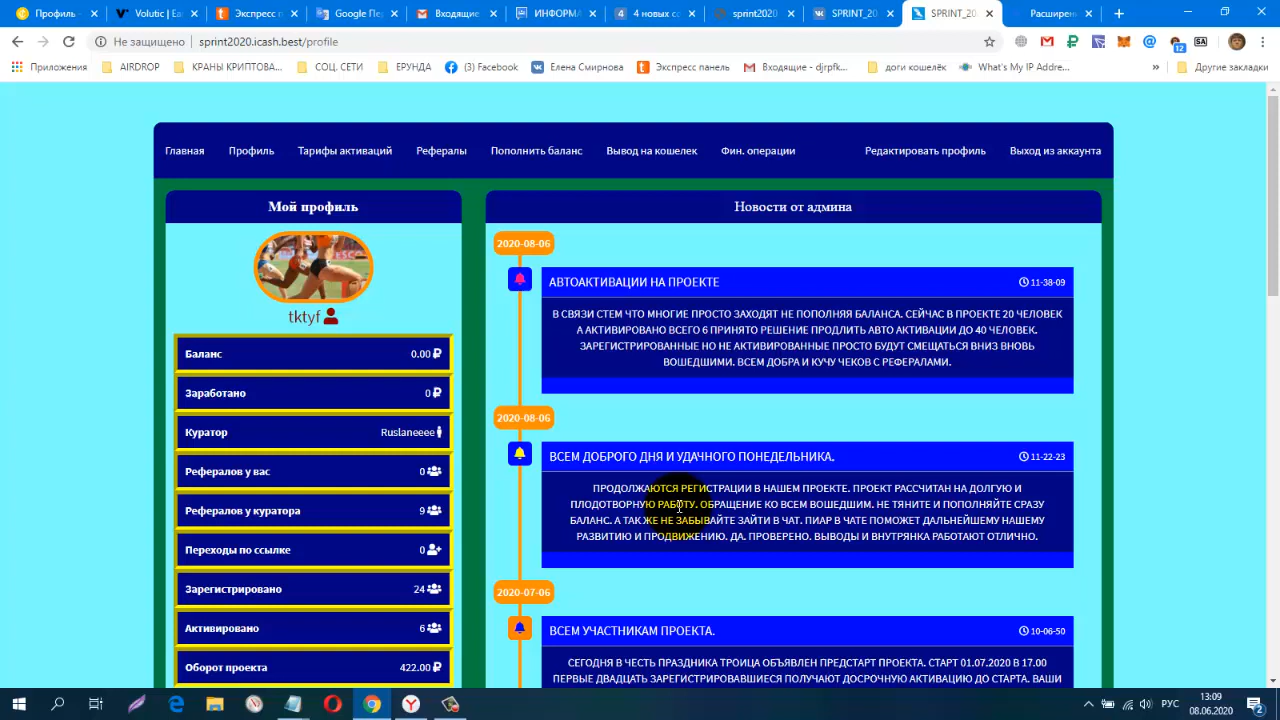 Профиль -
Volutic | Ве
Экспресс п
Google Пер
Входящие
ИНФОРМА
4 новых со
sprint2020
SPRINT_20
SPRINT_20
Расширен
Не защищено | sprint2020.icash.best/profile
12
SA
Приложения
AIRDROP
КРАНЫ КРИПТОВА...
СОЦ. СЕТИ
ЕРУНДА
(3) Facebook
Елена Смирнова
Экспресс панель
Входящие - djrpfk...
доги кошелёк
What's My IP Addre...
»
Другие закладки
Главная
Профиль
Тарифы активаций
Рефералы
Пополнить баланс
Вывод на кошелек
Фин. операции
Редактировать профиль
Выход из аккаунта
Мой профиль
tktyf
Баланс 0.00 ₽
Заработано 0 ₽
Куратор Ruslaneeee
Рефералов у вас 0
Рефералов у куратора 9
Переходы по ссылке 0
Зарегистрировано 24
Активировано 6
Оборот проекта 422.00 ₽
Новости от админа
2020-08-06
АВТОАКТИВАЦИИ НА ПРОЕКТЕ 11-38-09
В СВЯЗИ СТЕМ ЧТО МНОГИЕ ПРОСТО ЗАХОДЯТ НЕ ПОПОЛНЯЯ БАЛАНСА. СЕЙЧАС В ПРОЕКТЕ 20 ЧЕЛОВЕК
А АКТИВИРОВАНО ВСЕГО 6 ПРИНЯТО РЕШЕНИЕ ПРОДЛИТЬ АВТО АКТИВАЦИИ ДО 40 ЧЕЛОВЕК.
ЗАРЕГИСТРИРОВАННЫЕ НО НЕ АКТИВИРОВАННЫЕ ПРОСТО БУДУТ СМЕЩАТЬСЯ ВНИЗ ВНОВЬ
ВОШЕДШИМИ. ВСЕМ ДОБРА И КУЧУ ЧЕКОВ С РЕФЕРАЛАМИ.
2020-08-06
ВСЕМ ДОБРОГО ДНЯ И УДАЧНОГО ПОНЕДЕЛЬНИКА. 11-22-23
ПРОДОЛЖАЮТСЯ РЕГИСТРАЦИИ В НАШЕМ ПРОЕКТЕ. ПРОЕКТ РАССЧИТАН НА ДОЛГУЮ И
ПЛОДОТВОРНУЮ РАБОТУ. ОБРАЩЕНИЕ КО ВСЕМ ВОШЕДШИМ. НЕ ТЯНИТЕ И ПОПОЛНЯЙТЕ СРАЗУ
БАЛАНС. А ТАК ЖЕ НЕ ЗАБЫВАЙТЕ ЗАЙТИ В ЧАТ. ПИАР В ЧАТЕ ПОМОЖЕТ ДАЛЬНЕЙШЕМУ НАШЕМУ
РАЗВИТИЮ И ПРОДВИЖЕНИЮ. ДА. ПРОВЕРЕНО. ВЫВОДЫ И ВНУТРЯНКА РАБОТАЮТ ОТЛИЧНО.
2020-07-06
ВСЕМ УЧАСТНИКАМ ПРОЕКТА. 10-06-50
СЕГОДНЯ В ЧЕСТЬ ПРАЗДНИКА ТРОИЦА ОБЪЯВЛЕН ПРЕДСТАРТ ПРОЕКТА. СТАРТ 01.07.2020 В 17.00
ПЕРВЫЕ ДВАДЦАТЬ ЗАРЕГИСТРИРОВАВШИЕСЯ ПОЛУЧАЮТ ДОСРОЧНУЮ АКТИВАЦИЮ ДО СТАРТА. ВАШИ
РУС
13:09
08.06.2020
2